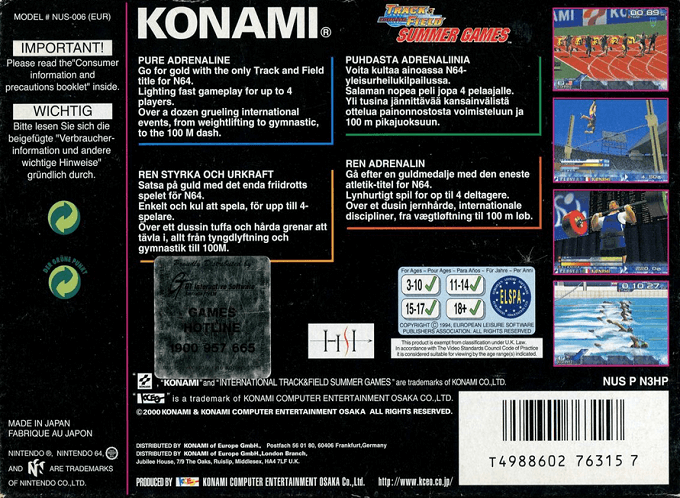 MODEL # NUS-006 (EUR)
IMPORTANT!
Please read the"Consumer
information and
precautions booklet" inside.
WICHTIG
Bitte lesen Sie sich die
beigefügte "Verbraucher-
information und andere
wichtige Hinweise"
gründlich durch.
DER GRÜNE PUNKT
MADE IN JAPAN
FABRIQUE AU JAPON
NINTENDO ®, NINTENDO 64,
AND ARE TRADEMARKS
OF NINTENDO CO., LTD.
KONAMI®
TRACK &
FIELD
SUMMER GAMES™
PURE ADRENALINE
Go for gold with the only Track and Field
title for N64.
Lighting fast gameplay for up to 4
players.
Over a dozen grueling international
events, from weightlifting to gymnastic,
to the 100 M dash.
PUHDASTA ADRENALIINIA
Voita kultaa ainoassa N64-
yleisurheilukilpailussa.
Salaman nopea peli jopa 4 pelaajalle.
Yli tusina jännittävää kansainvälistä
ottelua painonnostosta voimisteluun ja
100 m pikajuoksuun.
REN STYRKA OCH URKRAFT
Satsa på guld med det enda friidrotts
spelet för N64.
Enkelt och kul att spela, för upp till 4-
spelare.
Över ett dussin tuffa och hårda grenar att
tävla i, allt från tyngdlyftning och
gymnastik till 100M.
REN ADRENALIN
Gå efter en guldmedalje med den eneste
atletik-titel for N64.
Lynhurtigt spil for op til 4 deltagere.
Over et dusin jernhårde, internationale
discipliner, fra vægtløftning til 100 m løb.
GT Interactive Software
GAMES
HOTLINE
HSI
For Ages – Pour Ages – Para Años – Für Jahre – Per Anni
3-10 11-14
15-17 18+
ELSPA
COPYRIGHT © 1994, EUROPEAN LEISURE SOFTWARE
PUBLISHERS ASSOCIATION. ALL RIGHTS RESERVED.
This product is exempt from classification under U.K. Law.
In accordance with The Video Standards Council Code of Practice
it is considered suitable for viewing by the age range(s) indicated.
, "KONAMI" and "INTERNATIONAL TRACK&FIELD SUMMER GAMES" are trademarks of KONAMI CO.,LTD.
"KCEO" is a trademark of KONAMI COMPUTER ENTERTAINMENT OSAKA CO., LTD.
©2000 KONAMI & KONAMI COMPUTER ENTERTAINMENT OSAKA ALL RIGHTS RESERVED.
NUS P N3HP
DISTRIBUTED BY KONAMI of Europe GmbH., Postfach 56 01 80, 60406 Frankfurt,Germany
DISTRIBUTED BY KONAMI of Europe GmbH.,London Branch,
Jubilee House, 7/9 The Oaks, Ruislip, Middlesex, HA4 7LF U.K.
PRODUCED BY KONAMI COMPUTER ENTERTAINMENT OSAKA Co.,Ltd. http://www.kceo.co.jp/
T4988602 76315 7